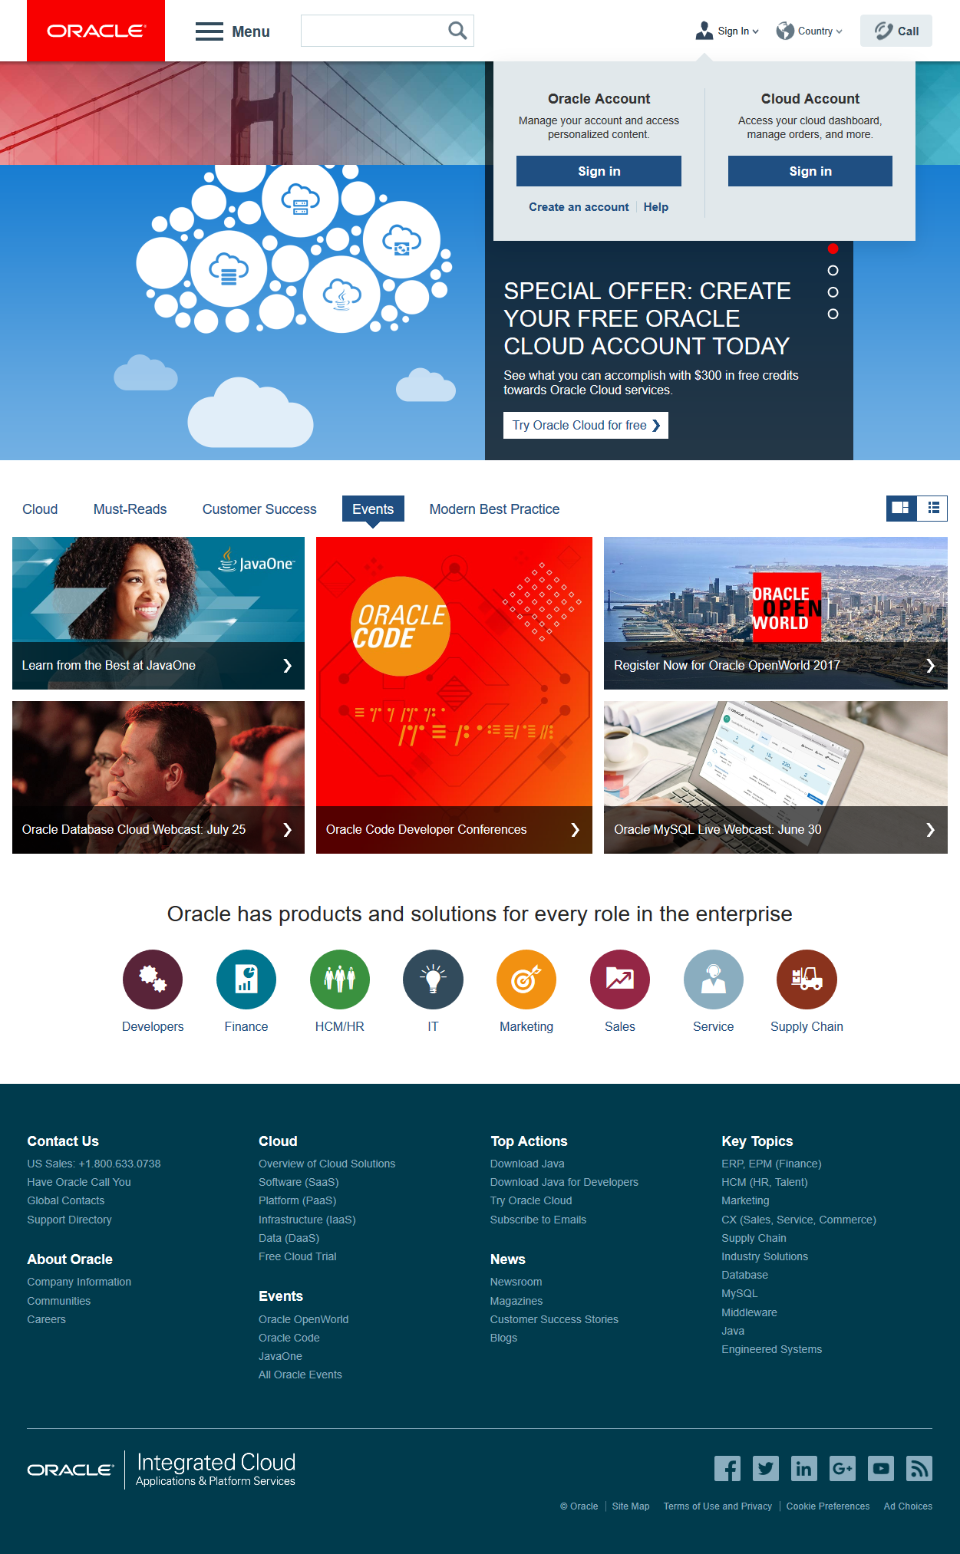 ORACLE
Menu
Sign In
Country
Call
Oracle Account
Manage your account and access
personalized content.
Sign in
Create an account
Help
Cloud Account
Access your cloud dashboard,
manage orders, and more.
Sign in
SPECIAL OFFER: CREATE
YOUR FREE ORACLE
CLOUD ACCOUNT TODAY
See what you can accomplish with $300 in free credits
towards Oracle Cloud services.
Try Oracle Cloud for free
Cloud
Must-Reads
Customer Success
Events
Modern Best Practice
JavaOne
Learn from the Best at JavaOne
ORACLE
CODE
Oracle Code Developer Conferences
ORACLE
OPEN
WORLD
Register Now for Oracle OpenWorld 2017
Oracle Database Cloud Webcast: July 25
Oracle MySQL Live Webcast: June 30
Oracle has products and solutions for every role in the enterprise
Developers
Finance
HCM/HR
IT
Marketing
Sales
Service
Supply Chain
Contact Us
US Sales: +1.800.633.0738
Have Oracle Call You
Global Contacts
Support Directory
About Oracle
Company Information
Communities
Careers
Cloud
Overview of Cloud Solutions
Software (SaaS)
Platform (PaaS)
Infrastructure (IaaS)
Data (DaaS)
Free Cloud Trial
Events
Oracle OpenWorld
Oracle Code
JavaOne
All Oracle Events
Top Actions
Download Java
Download Java for Developers
Try Oracle Cloud
Subscribe to Emails
News
Newsroom
Magazines
Customer Success Stories
Blogs
Key Topics
ERP, EPM (Finance)
HCM (HR, Talent)
Marketing
CX (Sales, Service, Commerce)
Supply Chain
Industry Solutions
Database
MySQL
Middleware
Java
Engineered Systems
ORACLE
Integrated Cloud
Applications & Platform Services
© Oracle
Site Map
Terms of Use and Privacy
Cookie Preferences
Ad Choices